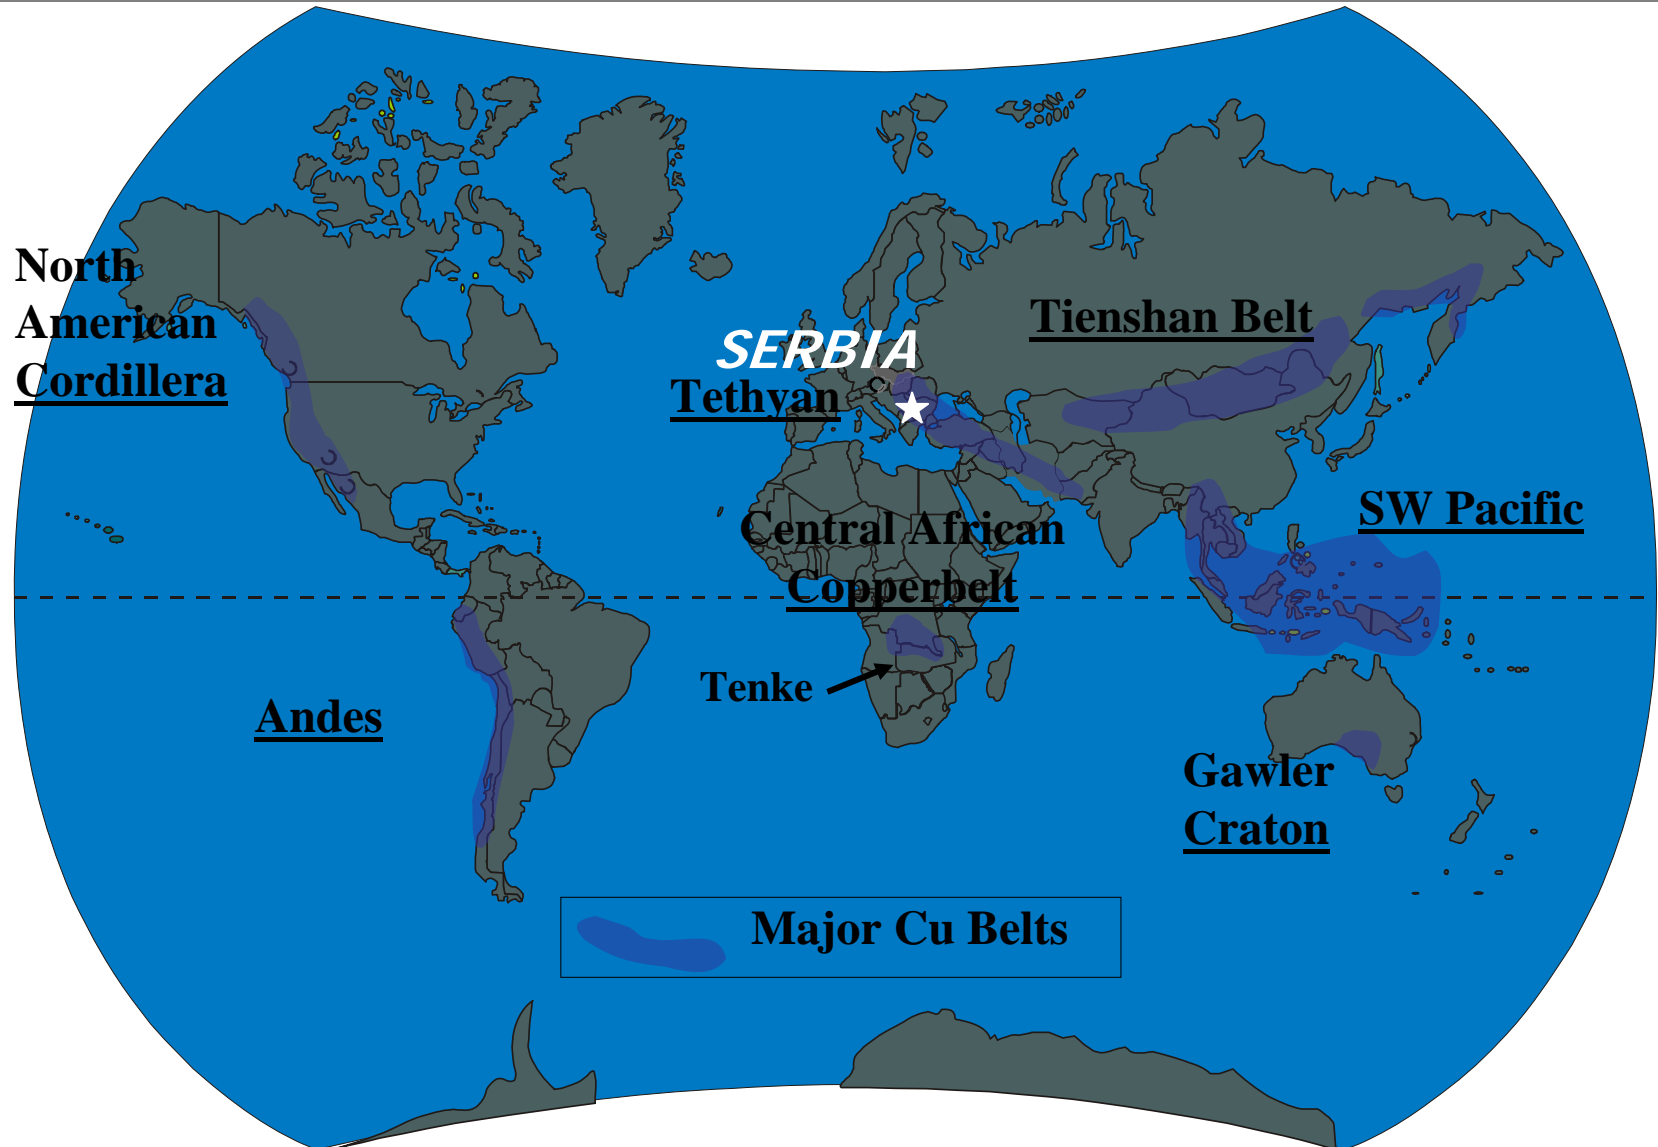 North
American
Cordillera
SERBIA
Tethyan
Tienshan Belt
SW Pacific
Central African
Copperbelt
Tenke
Andes
Gawler
Craton
Major Cu Belts